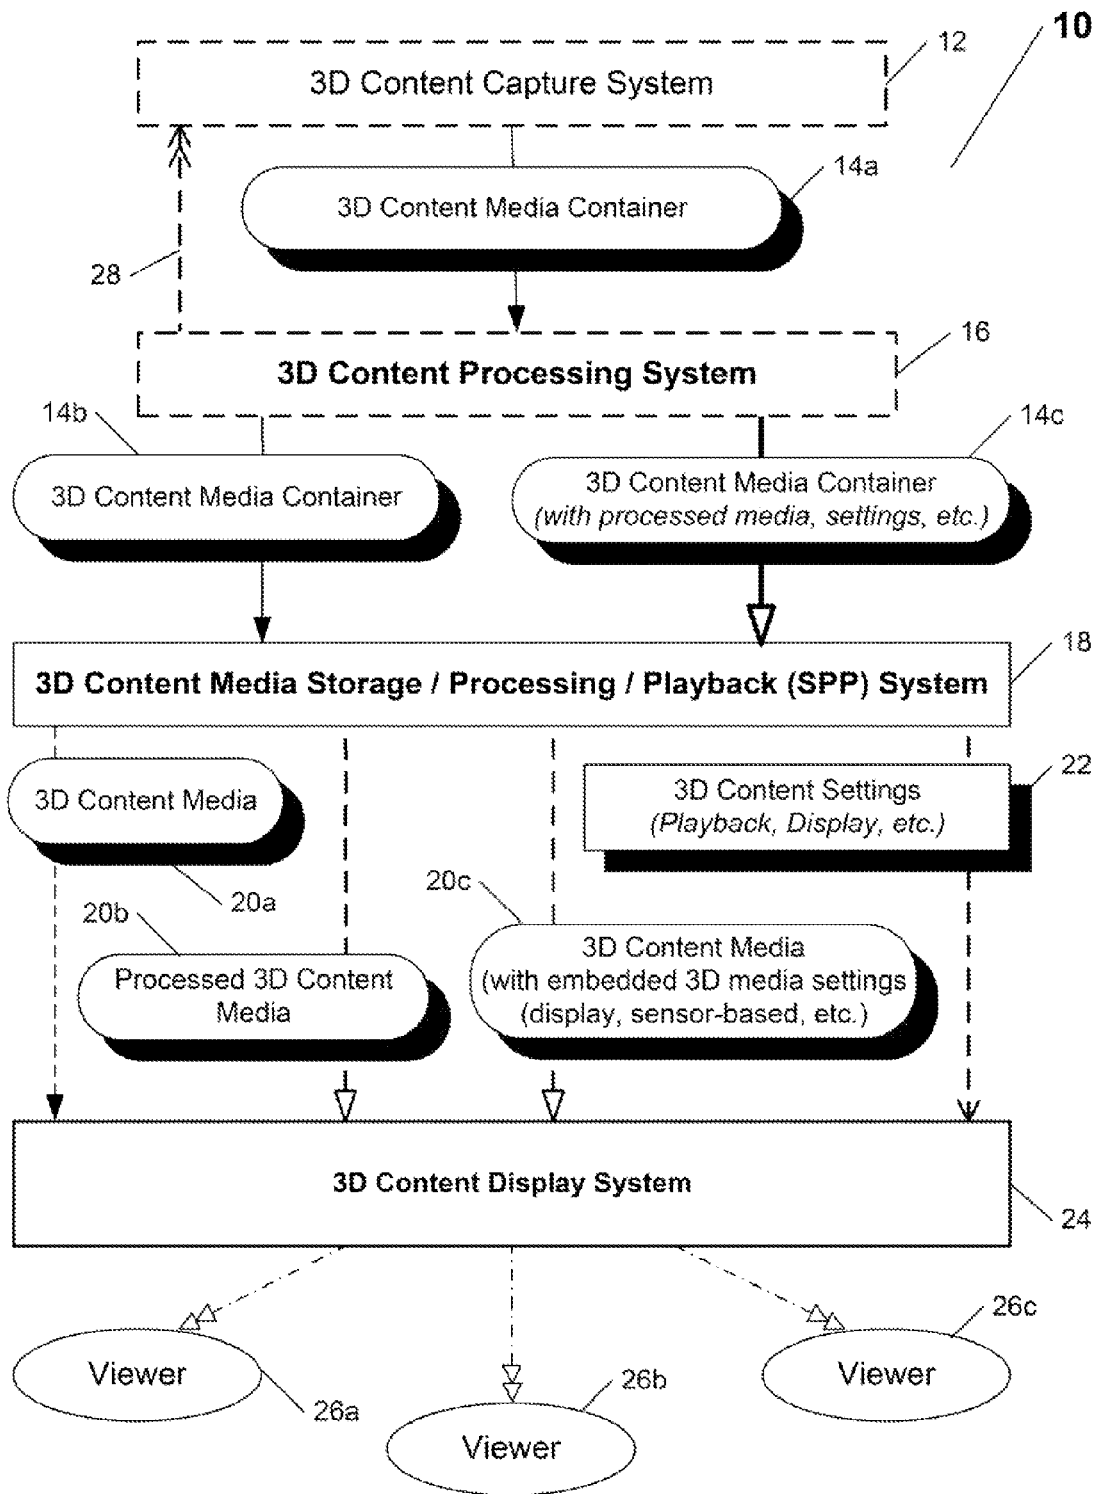 10
12
3D Content Capture System
14a
3D Content Media Container
28
16
3D Content Processing System
14b
14c
3D Content Media Container
3D Content Media Container
(with processed media, settings, etc.)
18
3D Content Media Storage / Processing / Playback (SPP) System
22
3D Content Media
3D Content Settings
(Playback, Display, etc.)
20a
20b
20c
Processed 3D Content
Media
3D Content Media
(with embedded 3D media settings
(display, sensor-based, etc.)
3D Content Display System
24
26c
Viewer
Viewer
26a
26b
Viewer